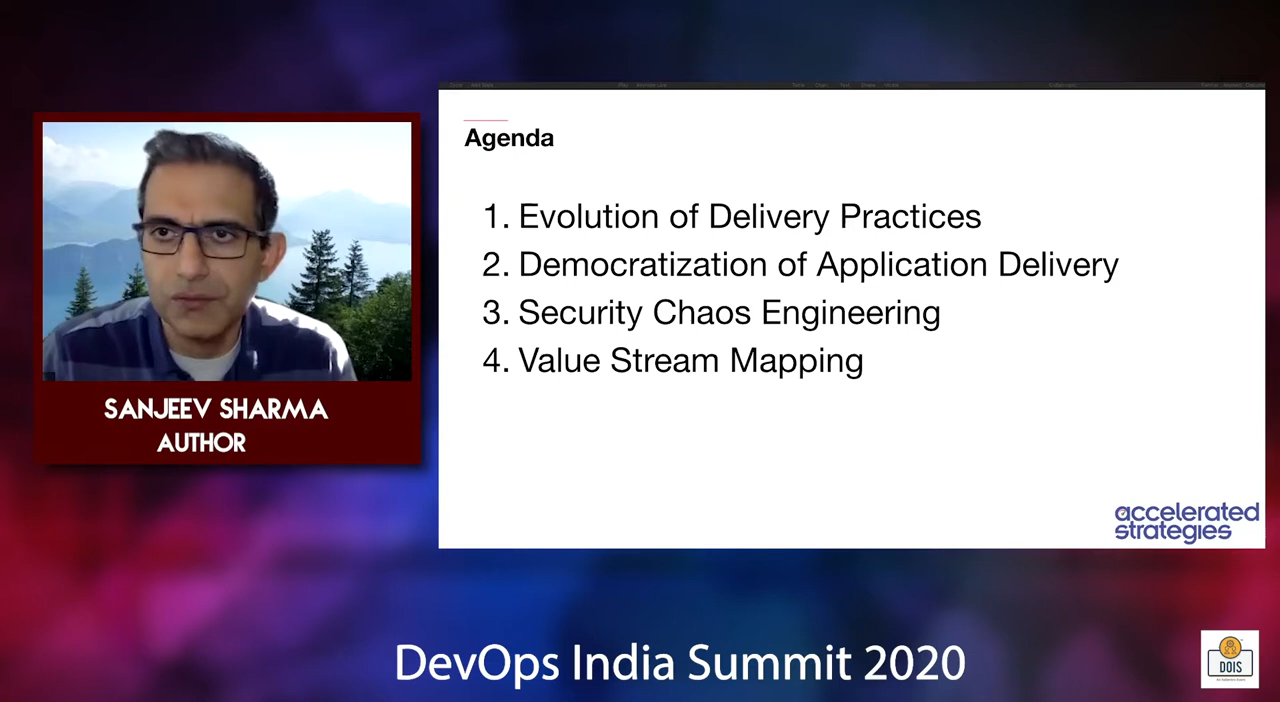 Agenda
1. Evolution of Delivery Practices
2. Democratization of Application Delivery
3. Security Chaos Engineering
4. Value Stream Mapping
accelerated
strategies
SANJEEV SHARMA
AUTHOR
DevOps India Summit 2020
DOIS